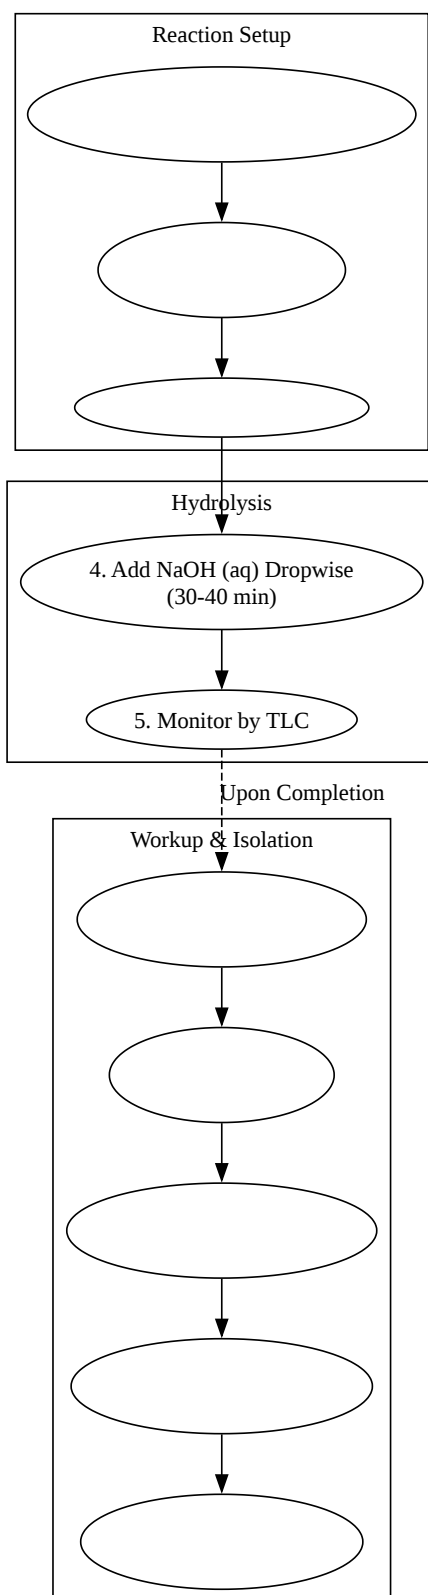 Reaction Setup
Hydrolysis
4. Add NaOH (aq) Dropwise
(30-40 min)
5. Monitor by TLC
Upon Completion
Workup & Isolation